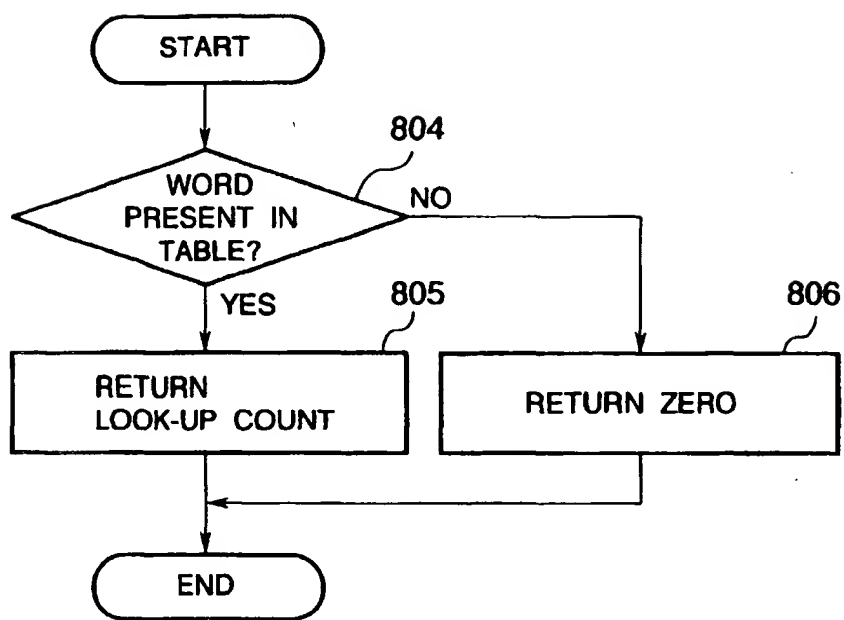 START
804
WORD
PRESENT IN
TABLE?
NO
YES
805
806
RETURN
LOOK-UP COUNT
RETURN ZERO
END